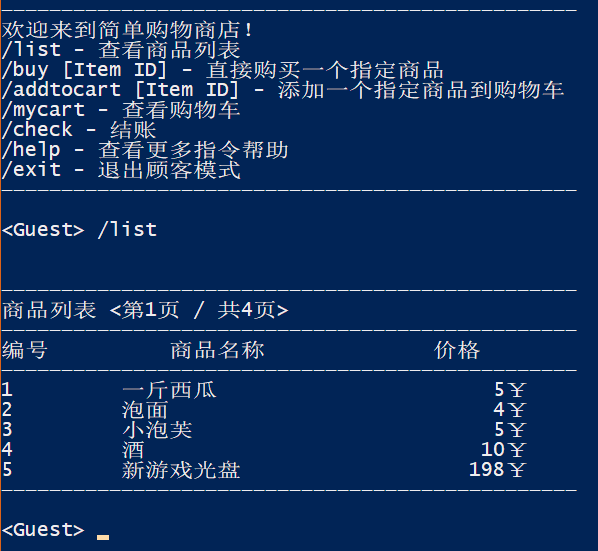 欢迎来到简单购物商店！
/list - 查看商品列表
/buy [Item ID] - 直接购买一个指定商品
/addtocart [Item ID] - 添加一个指定商品到购物车
/mycart - 查看购物车
/check - 结账
/help - 查看更多指令帮助
/exit - 退出顾客模式
<Guest> /list
商品列表 <第1页 / 共4页>
编号 商品名称 价格
1 一斤西瓜 5￥
2 泡面 4￥
3 小泡芙 5￥
4 酒 10￥
5 新游戏光盘 198￥
<Guest>